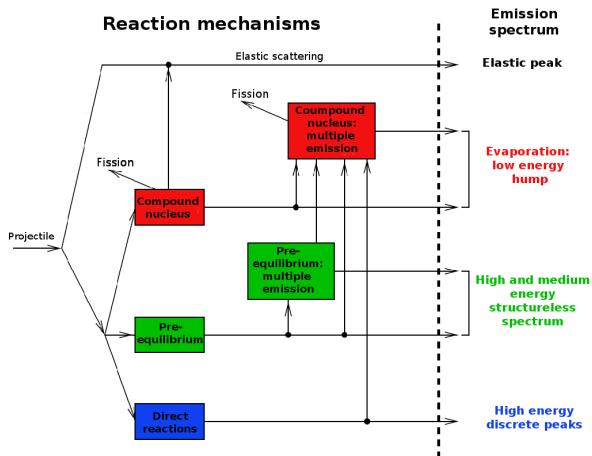 Reaction mechanisms
Emission
spectrum
Elastic scattering
Elastic peak
Fission
Coumpound
nucleus:
multiple
emission
Evaporation:
low energy
hump
Fission
Compound
nucleus
Projectile
Pre-
equilibrium:
multiple
emission
High and medium
energy
structureless
spectrum
Pre-
equilibrium
Direct
reactions
High energy
discrete peaks